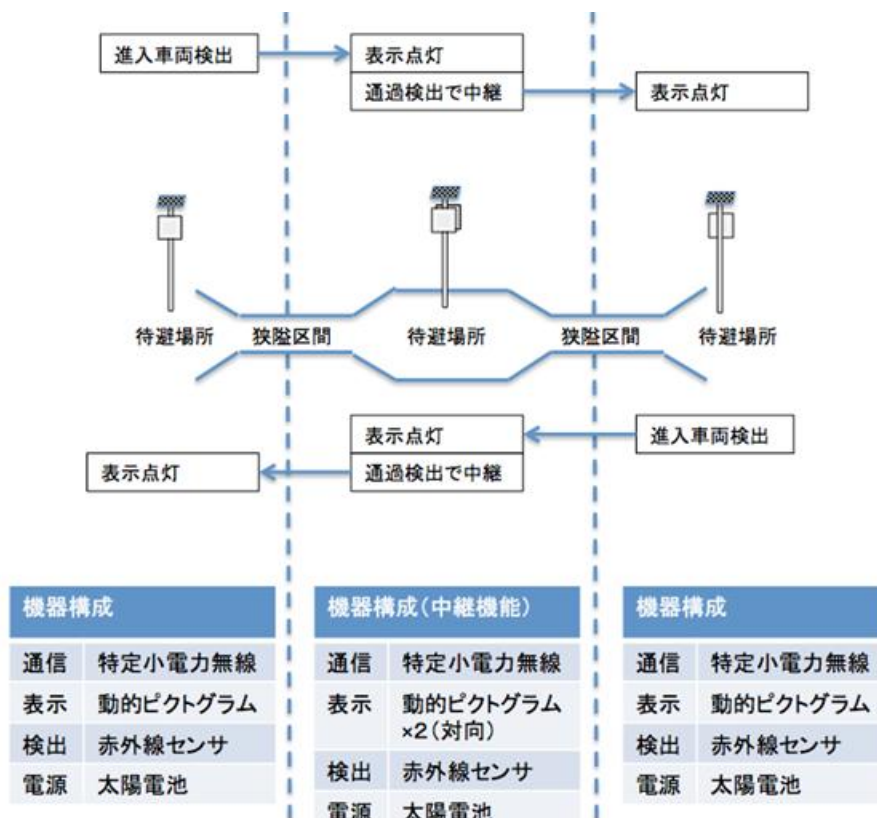 進入車両検出
表示点灯
通過検出で中継
表示点灯
待避場所
狭隘区間
待避場所
狭隘区間
待避場所
表示点灯
通過検出で中継
進入車両検出
表示点灯
機器構成
通信 特定小電力無線
表示 動的ピクトグラム
検出 赤外線センサ
電源 太陽電池
機器構成(中継機能)
通信 特定小電力無線
表示 動的ピクトグラム
×2(対向)
検出 赤外線センサ
電源 太陽電池
機器構成
通信 特定小電力無線
表示 動的ピクトグラム
検出 赤外線センサ
電源 太陽電池